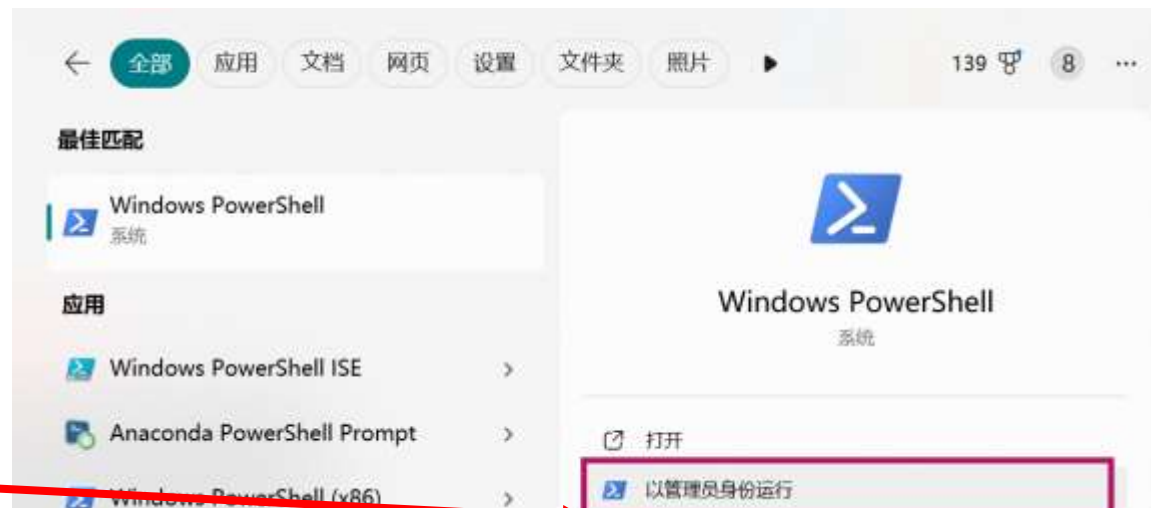 全部 应用 文档 网页 设置 文件夹 照片 139 8 ...
最佳匹配
Windows PowerShell
系统
应用
Windows PowerShell ISE
Anaconda PowerShell Prompt
Windows PowerShell (x86)
Windows PowerShell
系统
打开
以管理员身份运行